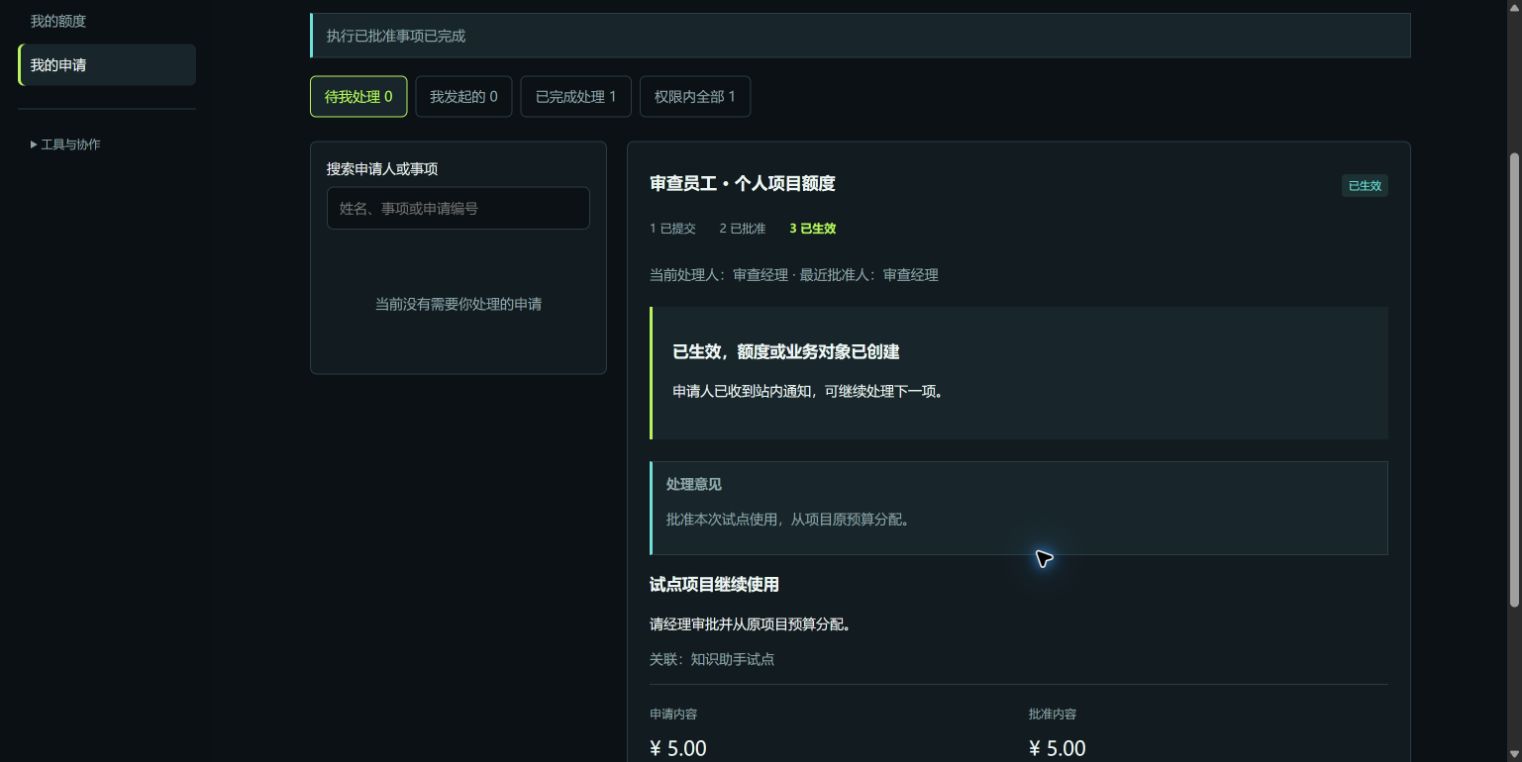 我的额度
我的申请
工具与协作
执行已批准事项已完成
待我处理 0
我发起的 0
已完成处理 1
权限内全部 1
搜索申请人或事项
姓名、事项或申请编号
当前没有需要你处理的申请
审查员工·个人项目额度
已生效
1 已提交 2 已批准 3 已生效
当前处理人：审查经理 · 最近批准人：审查经理
已生效，额度或业务对象已创建
申请人已收到站内通知，可继续处理下一项。
处理意见
批准本次试点使用，从项目原预算分配。
试点项目继续使用
请经理审批并从原项目预算分配。
关联：知识助手试点
申请内容
¥ 5.00
批准内容
¥ 5.00